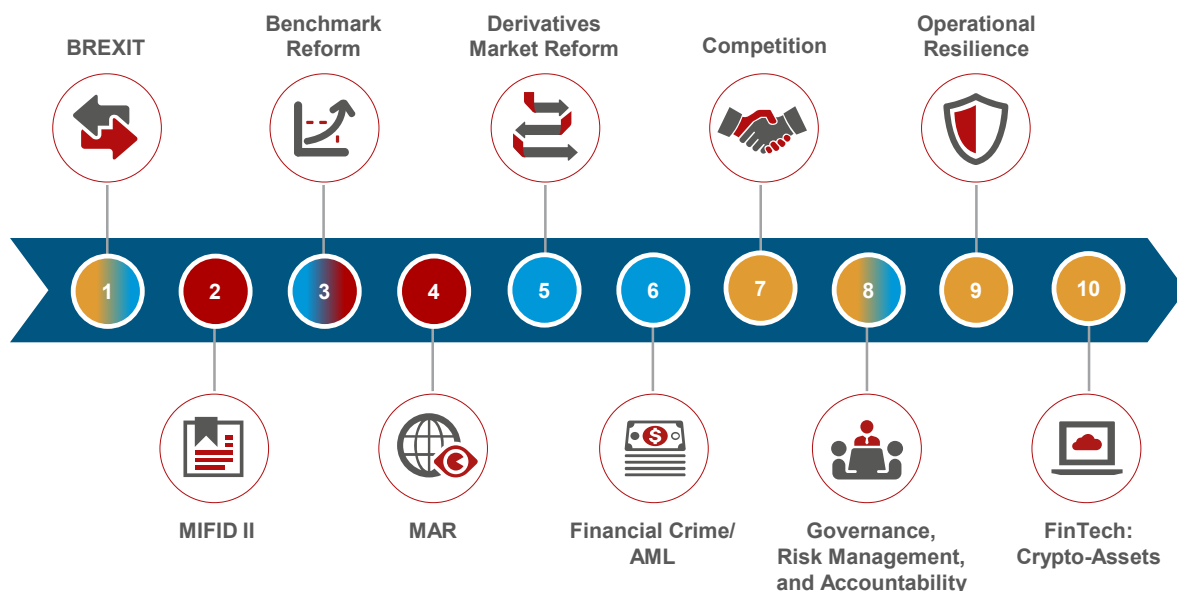 BREXIT
Benchmark
Reform
Derivatives
Market Reform
Competition
Operational
Resilience
1
2
3
4
5
6
7
8
9
10
MIFID II
MAR
Financial Crime/
AML
Governance,
Risk Management,
and Accountability
FinTech:
Crypto-Assets